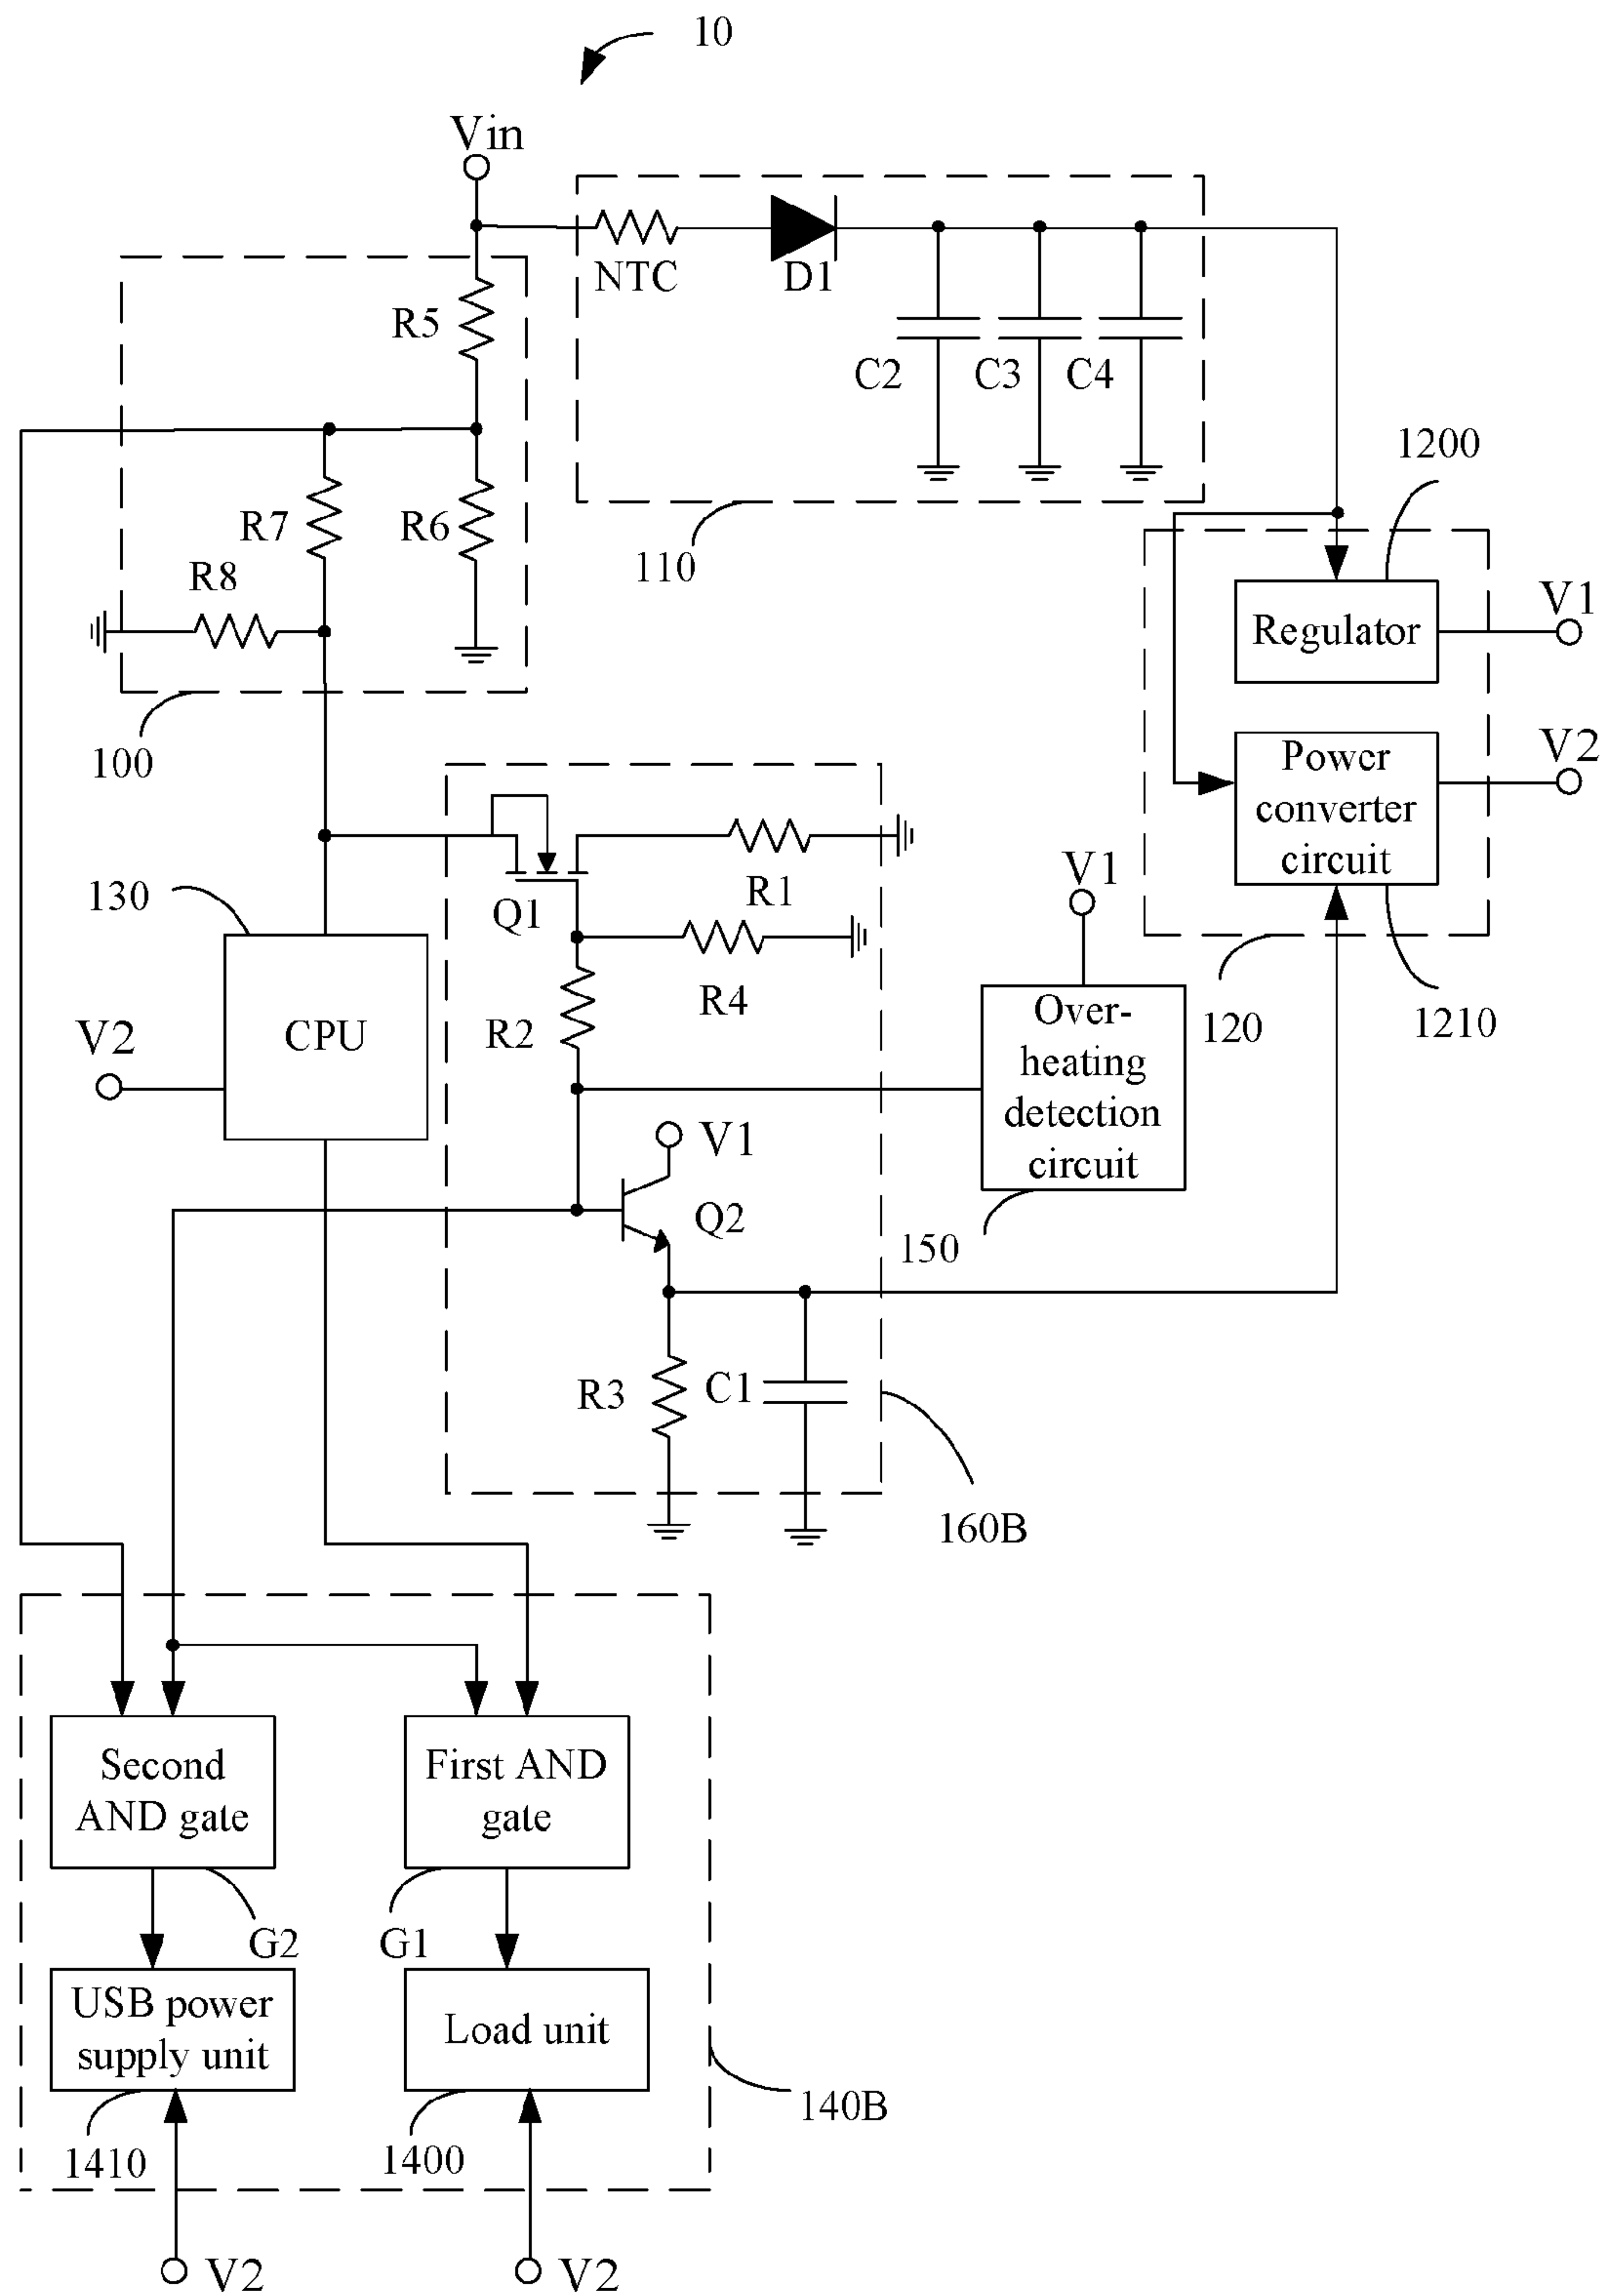 10
Vin
NTC
D1
R5
C2
C3
C4
1200
R7
R6
110
R8
V1
Regulator
100
V2
Power
converter
circuit
V1
130
Q1
R1
R4
Over-
heating
detection
circuit
120
1210
R2
V2
CPU
V1
Q2
150
R3
C1
160B
Second
AND gate
First AND
gate
G2
G1
USB power
supply unit
Load unit
140B
1410
1400
V2
V2